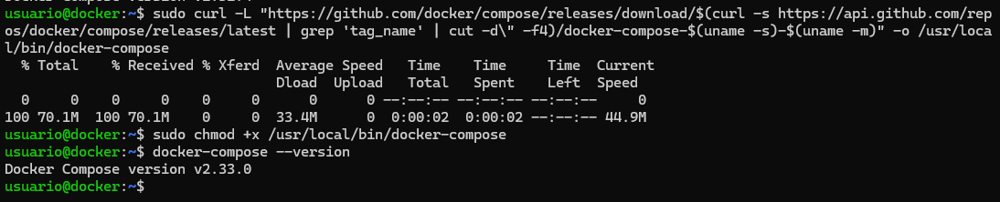 usuario@docker:~$ sudo curl -L "https://github.com/docker/compose/releases/download/$(curl -s https://api.github.com/rep
os/docker/compose/releases/latest | grep 'tag_name' | cut -d\" -f4)/docker-compose-$(uname -s)-$(uname -m)" -o /usr/loca
l/bin/docker-compose
  % Total    % Received % Xferd  Average Speed   Time    Time     Time  Current
                                 Dload  Upload   Total   Spent    Left  Speed
  0     0    0     0    0     0      0      0 --:--:-- --:--:-- --:--:--     0
100 70.1M  100 70.1M    0     0  33.4M      0  0:00:02  0:00:02 --:--:-- 44.9M
usuario@docker:~$ sudo chmod +x /usr/local/bin/docker-compose
usuario@docker:~$ docker-compose --version
Docker Compose version v2.33.0
usuario@docker:~$